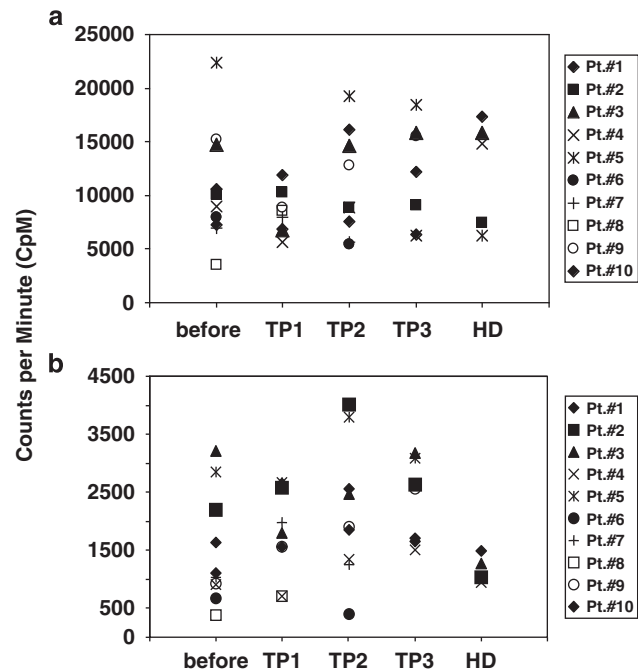 a
25000
20000
15000
10000
5000
0
before TP1 TP2 TP3 HD
Pt.#1
Pt.#2
Pt.#3
Pt.#4
Pt.#5
Pt.#6
Pt.#7
Pt.#8
Pt.#9
Pt.#10
Counts per Minute (CpM)
b
4500
3500
2500
1500
500
0
before TP1 TP2 TP3 HD
Pt.#1
Pt.#2
Pt.#3
Pt.#4
Pt.#5
Pt.#6
Pt.#7
Pt.#8
Pt.#9
Pt.#10